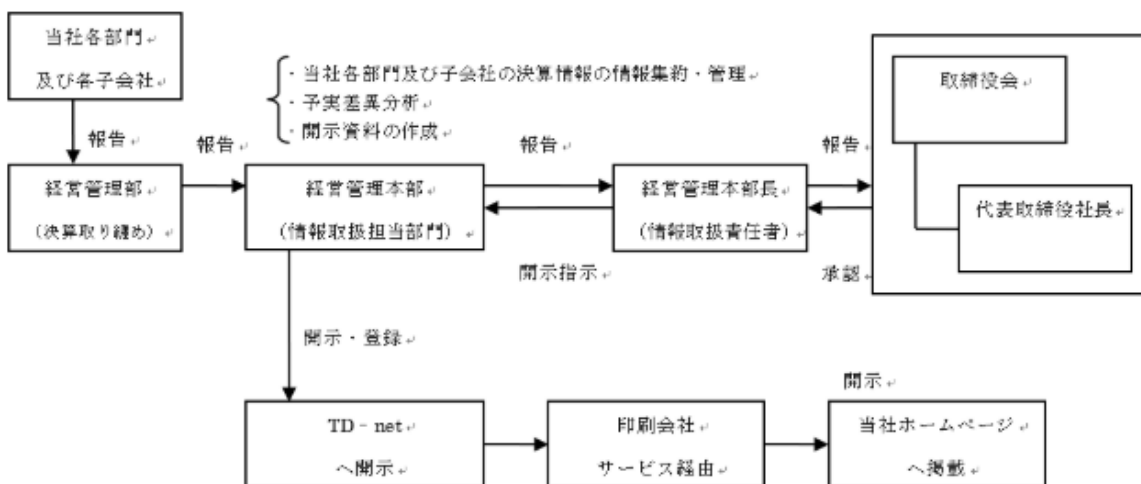 当社各部門
及び各子会社
・当社各部門及び子会社の決算情報の情報集約・管理
・子実差異分析
・開示資料の作成
報告
報告
報告
報告
経営管理部
（決算取り纏め）
経営管理本部
（情報取扱担当部門）
経営管理本部長
（情報取扱責任者）
取締役会
代表取締役社長
開示指示
承認
開示・登録
開示
TD‐net
へ開示
印刷会社
サービス経由
当社ホームページ
へ掲載